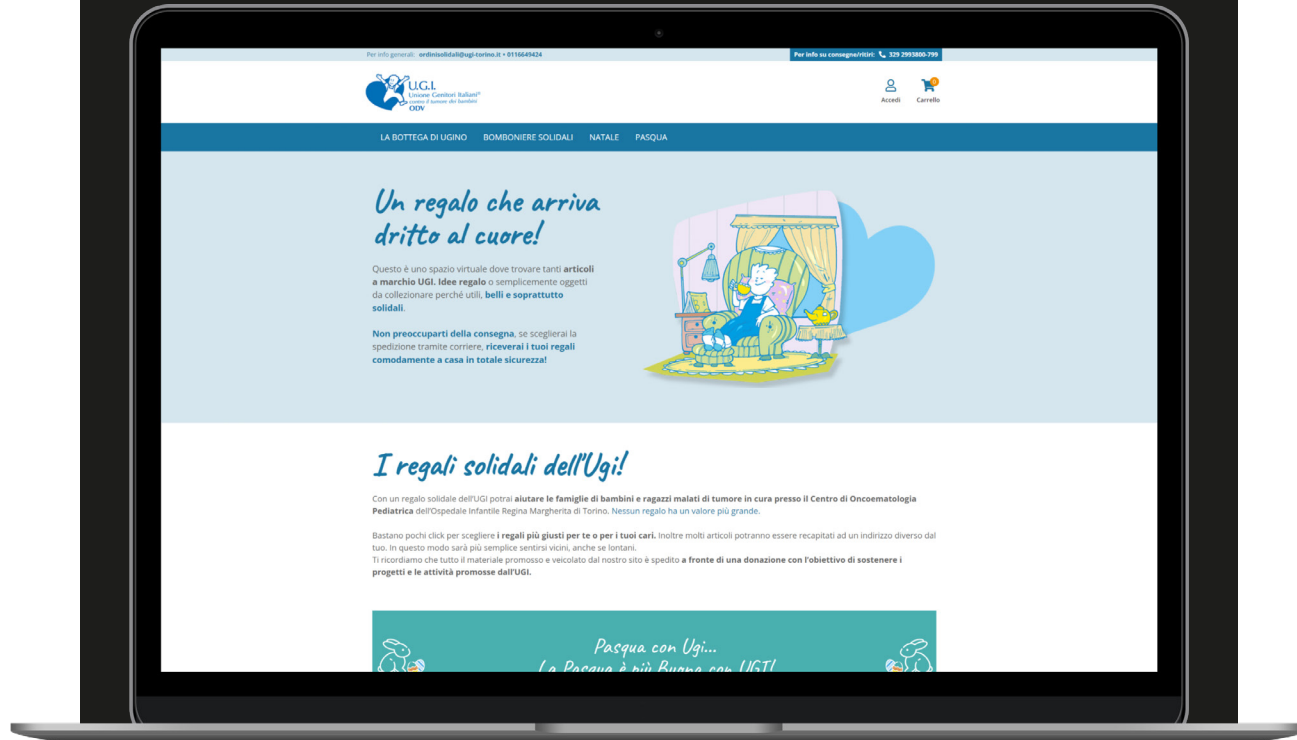 Per info generali: ordinisolidali@ugi-torino.it • 0116649424
Per info su consegne/ritiri: 329 2993800-799
U.G.I.
Unione Genitori Italiani®
contro il tumore dei bambini
ODV
Accedi
0
Carrello
LA BOTTEGA DI UGINO BOMBONIERE SOLIDALI NATALE PASQUA
Un regalo che arriva
dritto al cuore!
Questo è uno spazio virtuale dove trovare tanti articoli
a marchio UGI. Idee regalo o semplicemente oggetti
da collezionare perché utili, belli e soprattutto
solidali.
Non preoccuparti della consegna, se sceglierai la
spedizione tramite corriere, riceverai i tuoi regali
comodamente a casa in totale sicurezza!
I regali solidali dell'Ugi!
Con un regalo solidale dell'UGI potrai aiutare le famiglie di bambini e ragazzi malati di tumore in cura presso il Centro di Oncoematologia
Pediatrica dell'Ospedale Infantile Regina Margherita di Torino. Nessun regalo ha un valore più grande.
Bastano pochi click per scegliere i regali più giusti per te o per i tuoi cari. Inoltre molti articoli potranno essere recapitati ad un indirizzo diverso dal
tuo. In questo modo sarà più semplice sentirsi vicini, anche se lontani.
Ti ricordiamo che tutto il materiale promosso e veicolato dal nostro sito è spedito a fronte di una donazione con l'obiettivo di sostenere i
progetti e le attività promosse dall'UGI.
Pasqua con Ugi...
La Pasqua è più Buona con UGI!